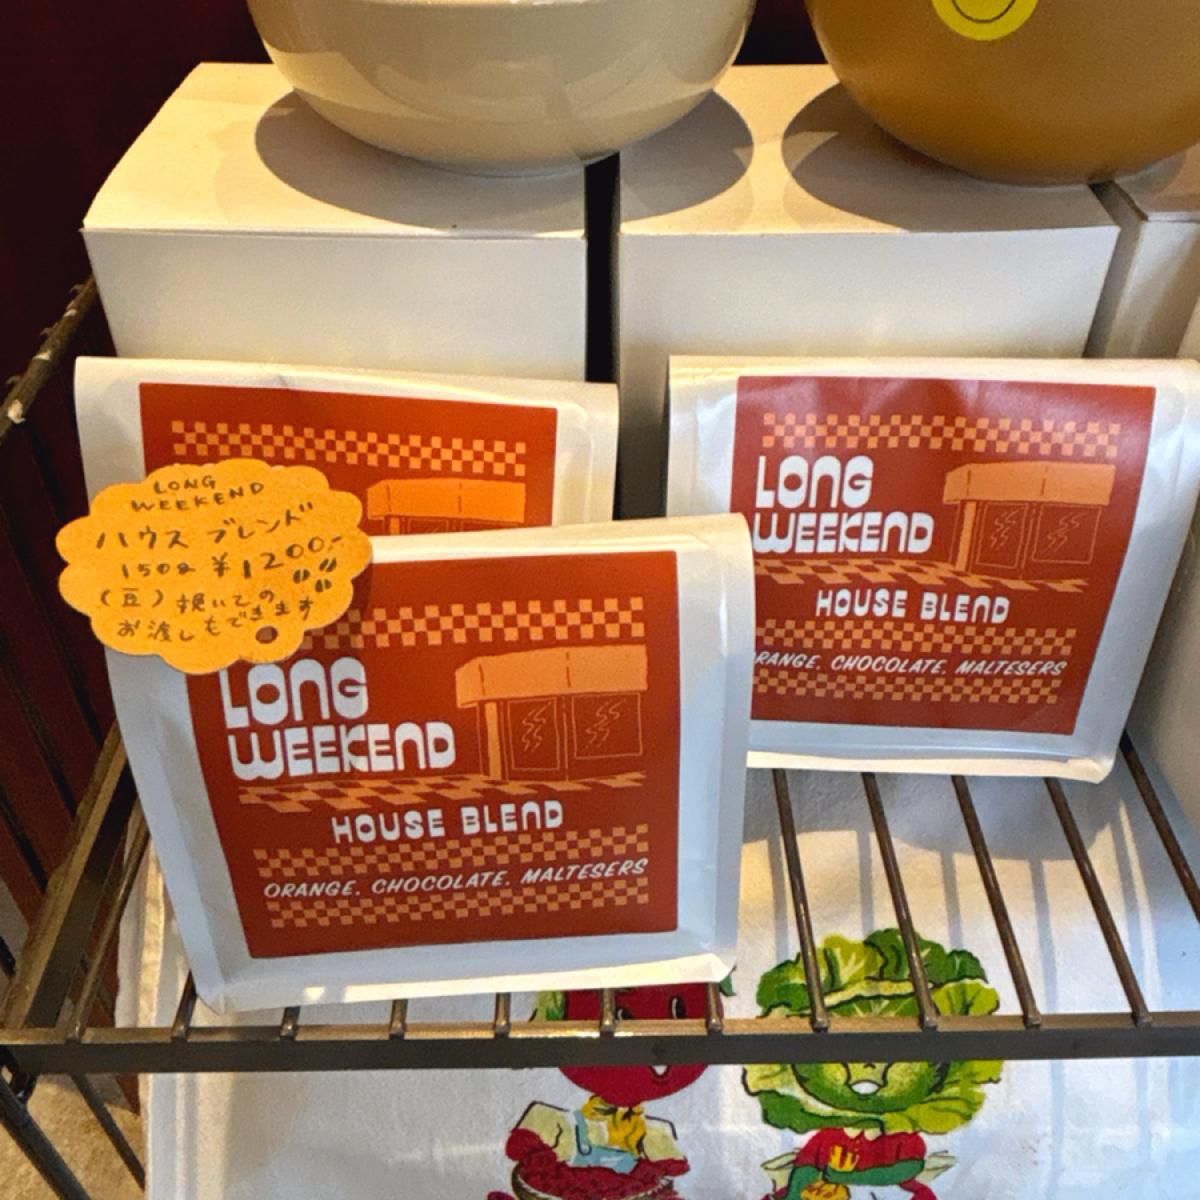 LONG
WEEKEND
ハウス ブレンド
150g ¥1200-
(豆) 挽いての
お渡しもできます
LONG
WEEKEND
HOUSE BLEND
ORANGE, CHOCOLATE, MALTESERS
LONG
WEEKEND
HOUSE BLEND
ORANGE, CHOCOLATE, MALTESERS